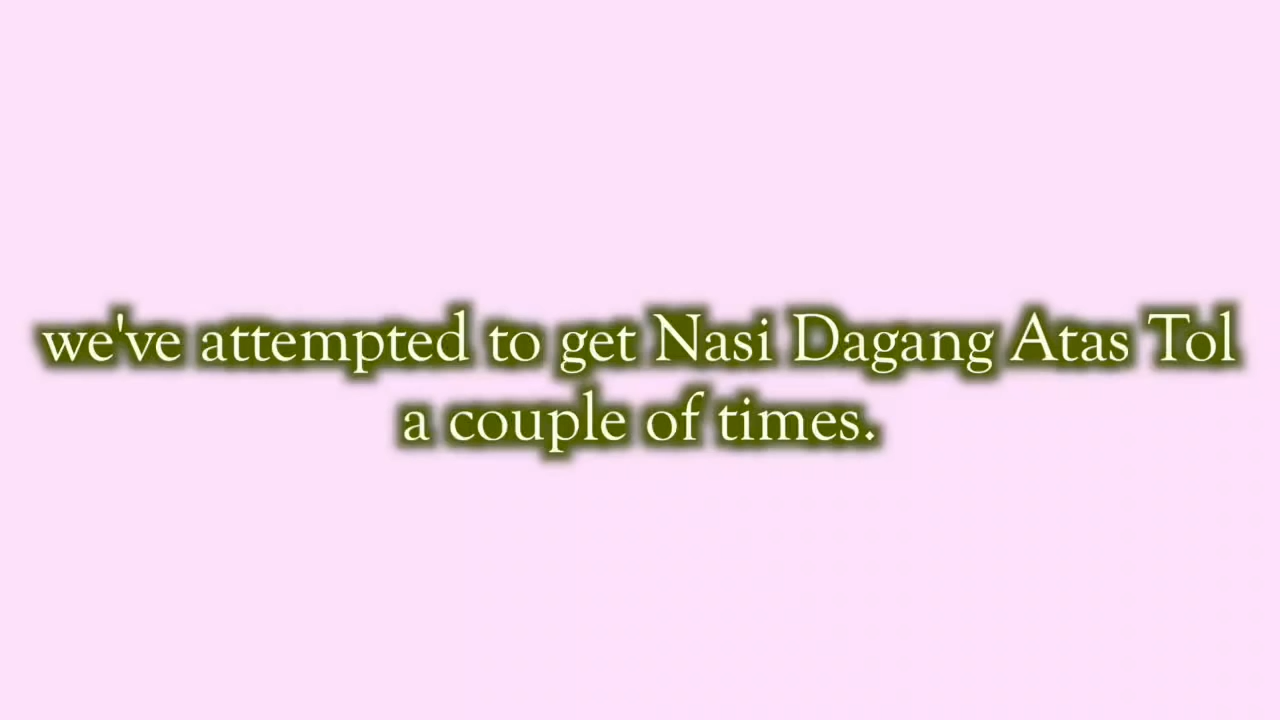 we've attempted to get Nasi Dagang Atas Tol
a couple of times.